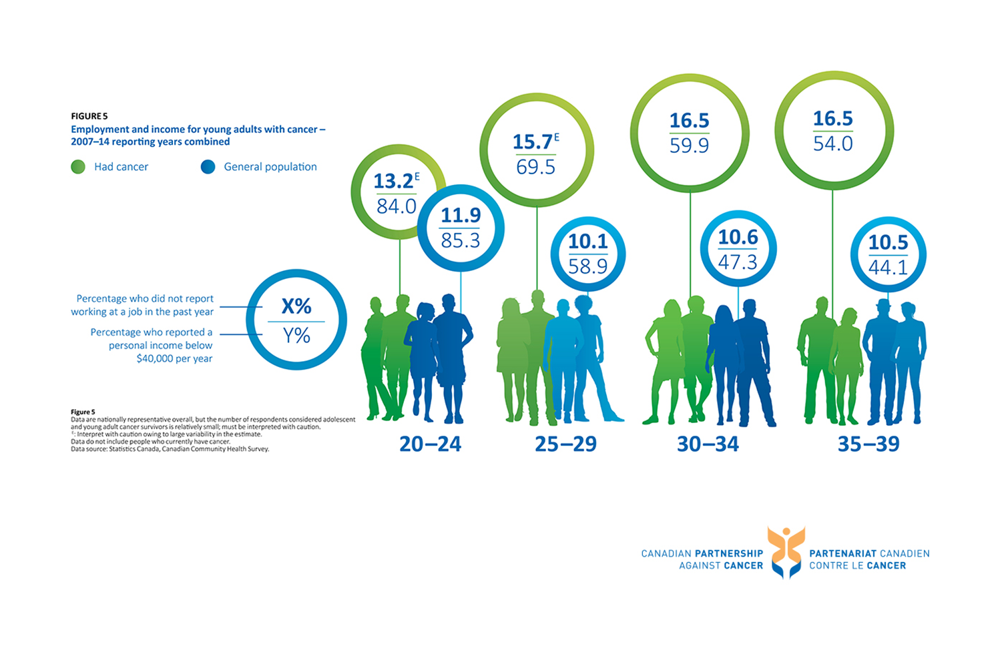 FIGURE 5
Employment and income for young adults with cancer –
2007–14 reporting years combined
Had cancer
General population
Percentage who did not report
working at a job in the past year
Percentage who reported a
personal income below
$40,000 per year
X%
Y%
13.2E
84.0
11.9
85.3
15.7E
69.5
10.1
58.9
16.5
59.9
10.6
47.3
16.5
54.0
10.5
44.1
20–24
25–29
30–34
35–39
Figure 5
Data are nationally representative overall, but the number of respondents considered adolescent
and young adult cancer survivors is relatively small; must be interpreted with caution.
E: Interpret with caution owing to large variability in the estimate.
Data do not include people who currently have cancer.
Data source: Statistics Canada, Canadian Community Health Survey.
CANADIAN PARTNERSHIP
AGAINST CANCER
PARTENARIAT CANADIEN
CONTRE LE CANCER